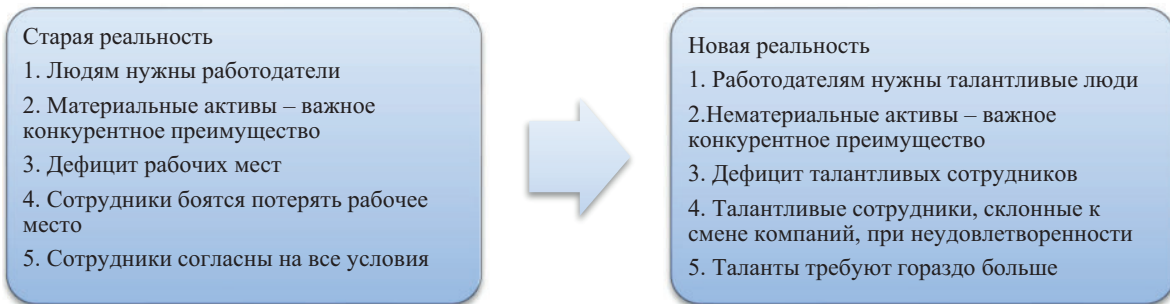 Старая реальность
1. Людям нужны работодатели
2. Материальные активы – важное
конкурентное преимущество
3. Дефицит рабочих мест
4. Сотрудники боятся потерять рабочее
место
5. Сотрудники согласны на все условия
Новая реальность
1. Работодателям нужны талантливые люди
2.Нематериальные активы – важное
конкурентное преимущество
3. Дефицит талантливых сотрудников
4. Талантливые сотрудники, склонные к
смене компаний, при неудовлетворенности
5. Таланты требуют гораздо больше